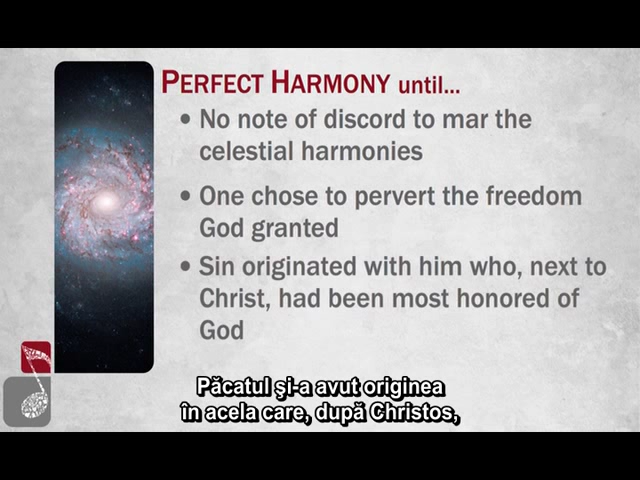 PERFECT HARMONY until...
• No note of discord to mar the
celestial harmonies
• One chose to pervert the freedom
God granted
• Sin originated with him who, next to
Christ, had been most honored of
God
Păcatul şi-a avut originea
în acela care, după Christos,